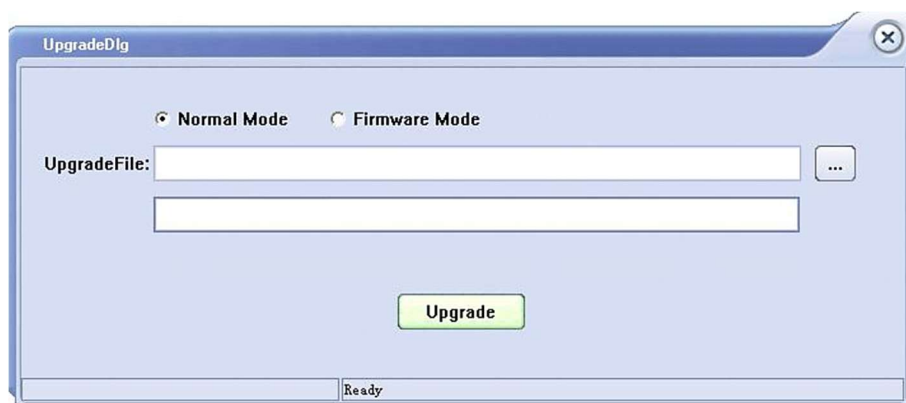 UpgradeDlg
Normal Mode Firmware Mode
UpgradeFile: ...
Upgrade
Ready